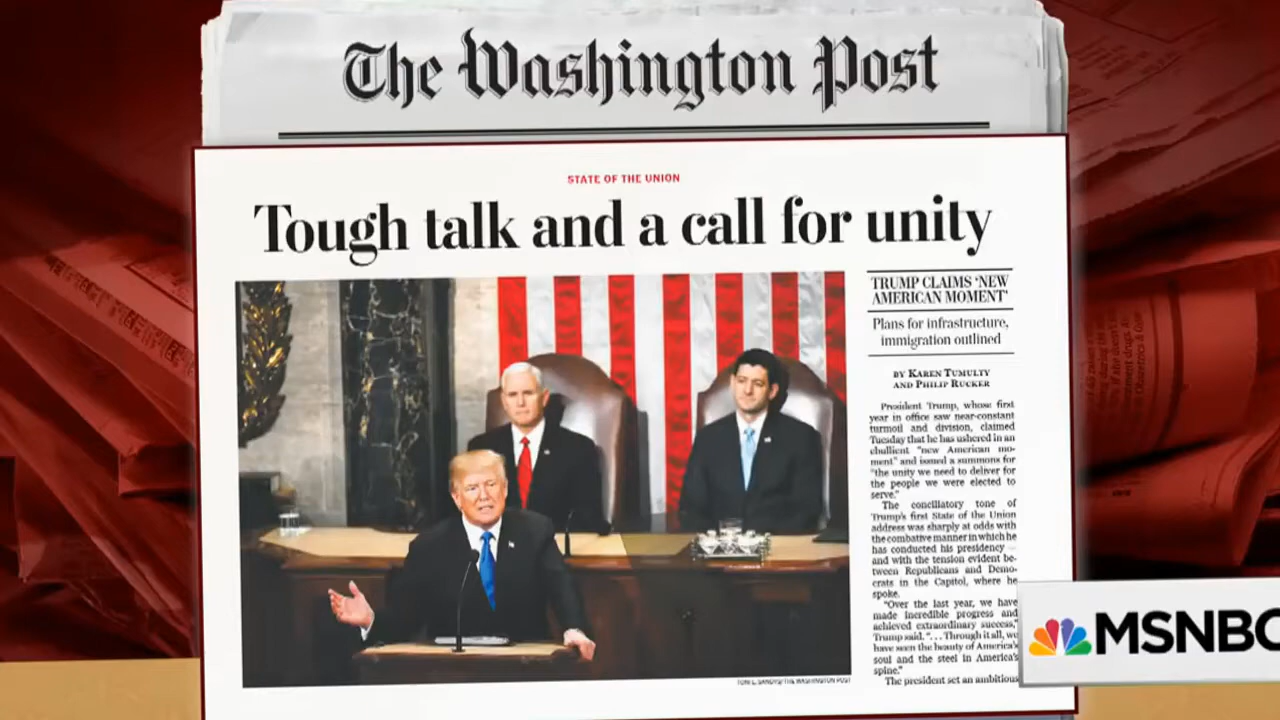 The Washington Post
STATE OF THE UNION
Tough talk and a call for unity
TRUMP CLAIMS ‘NEW
AMERICAN MOMENT’
Plans for infrastructure,
immigration outlined
BY KAREN TUMULTY
AND PHILIP RUCKER
President Trump, whose first
year in office saw near-constant
turmoil and division, claimed
Tuesday that he has ushered in an
ebullient “new American mo-
ment” and issued a summons for
“the unity we need to deliver for
the people we were elected to
serve.”
The conciliatory tone of
Trump’s first State of the Union
address was sharply at odds with
the combative manner in which he
has conducted his presidency —
and with the tension evident be-
tween Republicans and Demo-
crats in the Capitol, where he
spoke.
“Over the last year, we have
made incredible progress and
achieved extraordinary success,”
Trump said. “. . . Through it all, we
have seen the beauty of America’s
soul and the steel in America’s
spine.”
The president set an ambitious
WASHINGTON POST
MSNBC